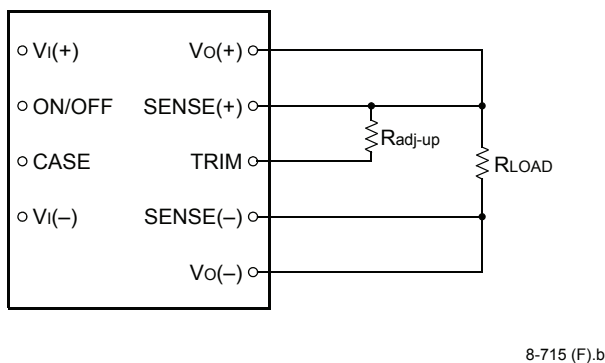 VI(+) VO(+)
ON/OFF SENSE(+)
Radj-up
CASE TRIM
RLOAD
VI(–) SENSE(–)
VO(–)
8-715 (F).b